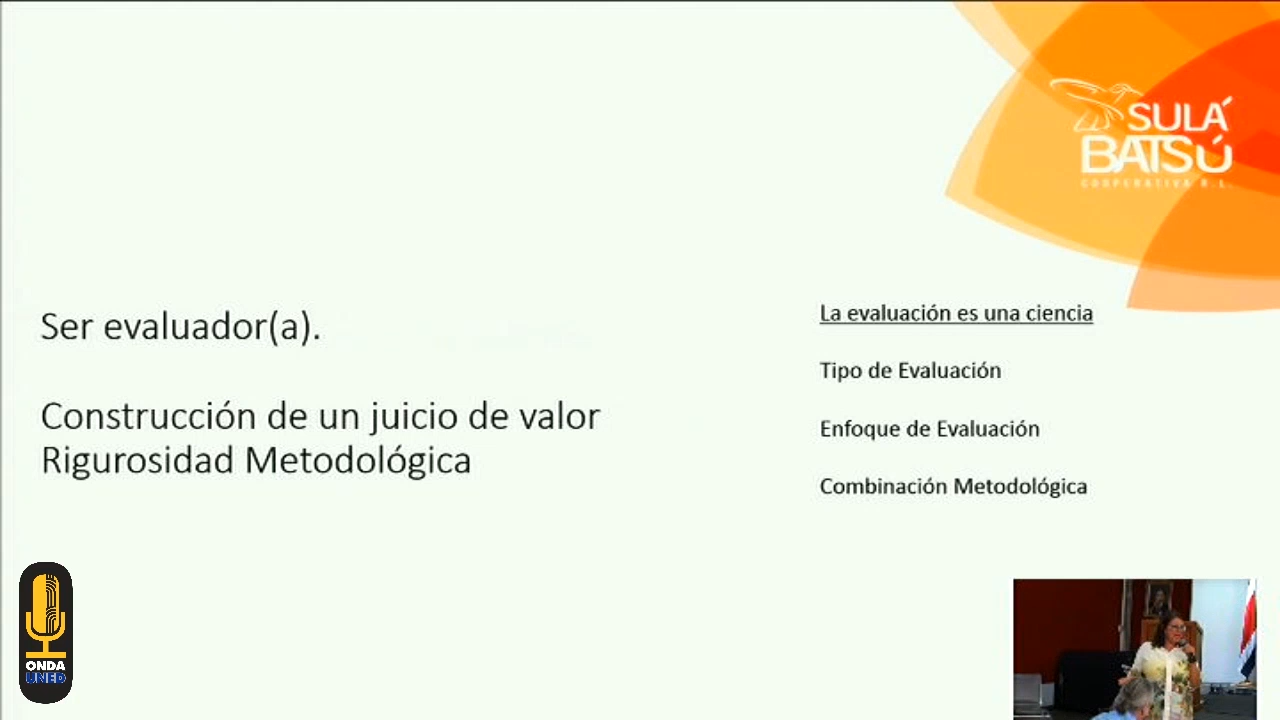 SULÁ
BATSÚ
COOPERATIVA R.L.
Ser evaluador(a).
Construcción de un juicio de valor
Rigurosidad Metodológica
La evaluación es una ciencia
Tipo de Evaluación
Enfoque de Evaluación
Combinación Metodológica
ONDA
UNED